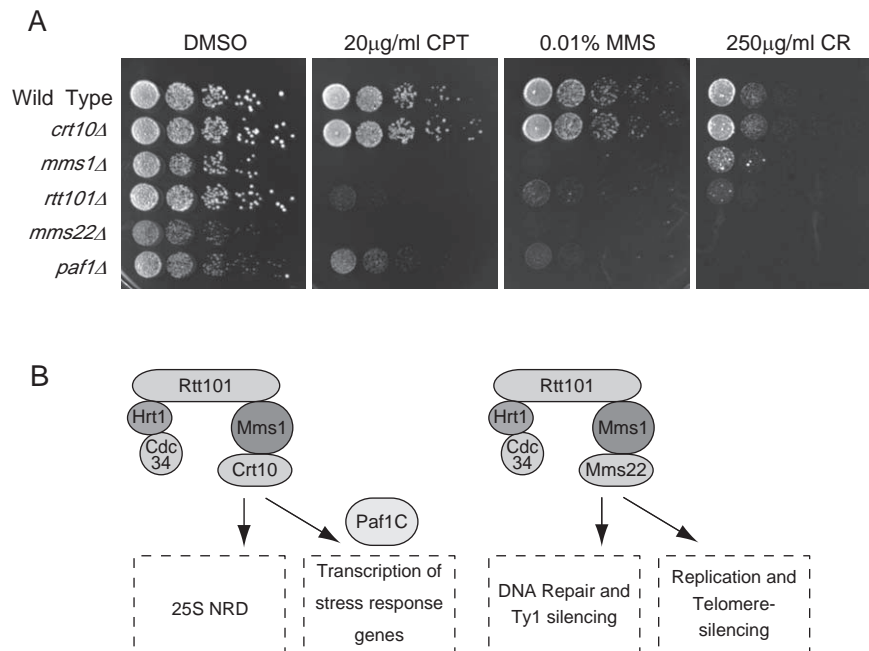 A
DMSO
20µg/ml CPT
0.01% MMS
250µg/ml CR
Wild Type
crt10Δ
mms1Δ
rtt101Δ
mms22Δ
paf1Δ
B
Rtt101
Hrt1
Mms1
Cdc
34
Crt10
Paf1C
25S NRD
Transcription of
stress response
genes
Rtt101
Hrt1
Mms1
Cdc
34
Mms22
DNA Repair and
Ty1 silencing
Replication and
Telomere-
silencing